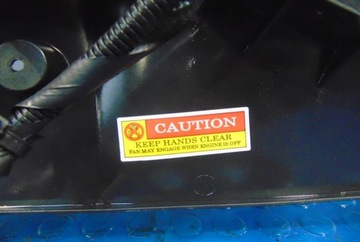 CAUTION
KEEP HANDS CLEAR
FAN MAY ENGAGE WHEN ENGINE IS OFF